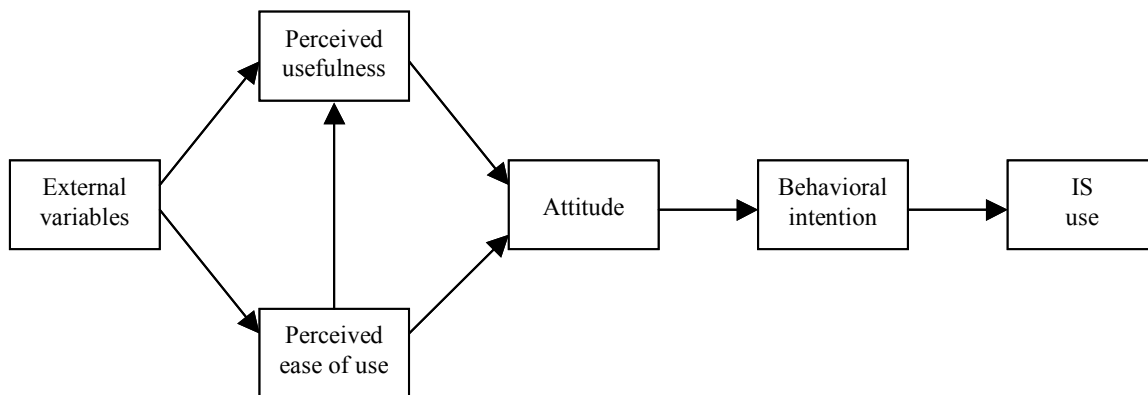 Perceived
usefulness
External
variables
Attitude
Behavioral
intention
IS
use
Perceived
ease of use